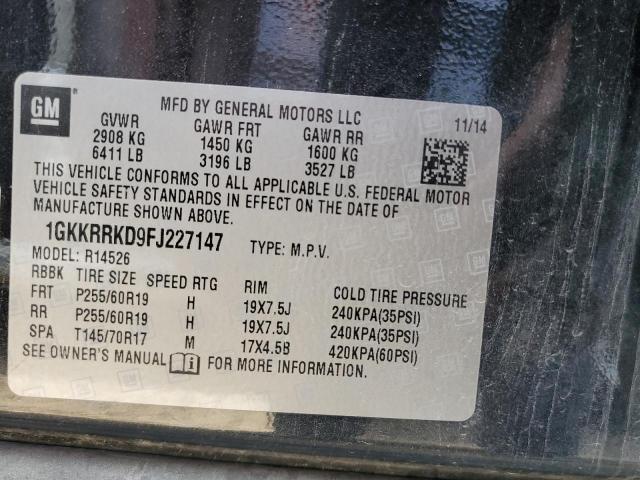 GM
MFD BY GENERAL MOTORS LLC
11/14
GVWR GAWR FRT GAWR RR
2908 KG 1450 KG 1600 KG
6411 LB 3196 LB 3527 LB
THIS VEHICLE CONFORMS TO ALL APPLICABLE U.S. FEDERAL MOTOR
VEHICLE SAFETY STANDARDS IN EFFECT ON THE DATE OF
MANUFACTURE SHOWN ABOVE.
1GKKRRKD9FJ227147 TYPE: M.P.V.
MODEL: R14526
RBBK TIRE SIZE SPEED RTG RIM COLD TIRE PRESSURE
FRT P255/60R19 H 19X7.5J 240KPA(35PSI)
RR P255/60R19 H 19X7.5J 240KPA(35PSI)
SPA T145/70R17 M 17X4.5B 420KPA(60PSI)
SEE OWNER'S MANUAL FOR MORE INFORMATION.